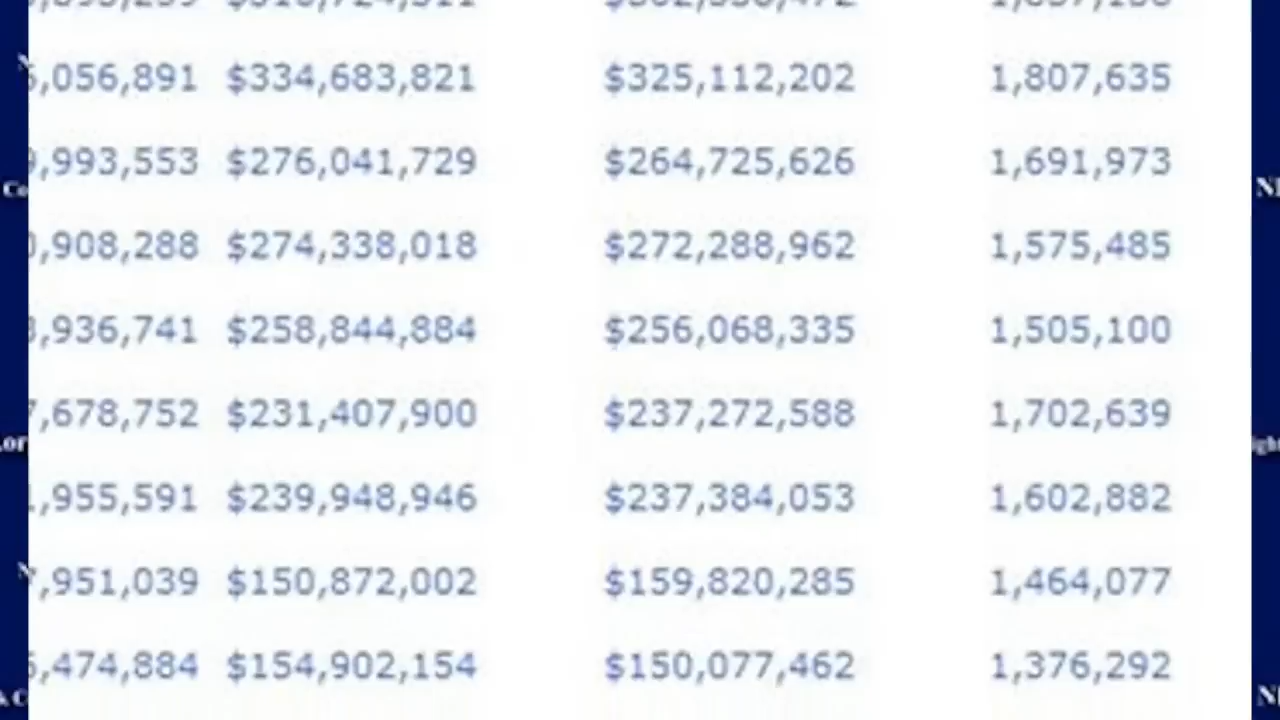 ,056,891 $334,683,821 $325,112,202 1,807,635
,993,553 $276,041,729 $264,725,626 1,691,973
,908,288 $274,338,018 $272,288,962 1,575,485
,936,741 $258,844,884 $256,068,335 1,505,100
,678,752 $231,407,900 $237,272,588 1,702,639
,955,591 $239,948,946 $237,384,053 1,602,882
,951,039 $150,872,002 $159,820,285 1,464,077
,474,884 $154,902,154 $150,077,462 1,376,292